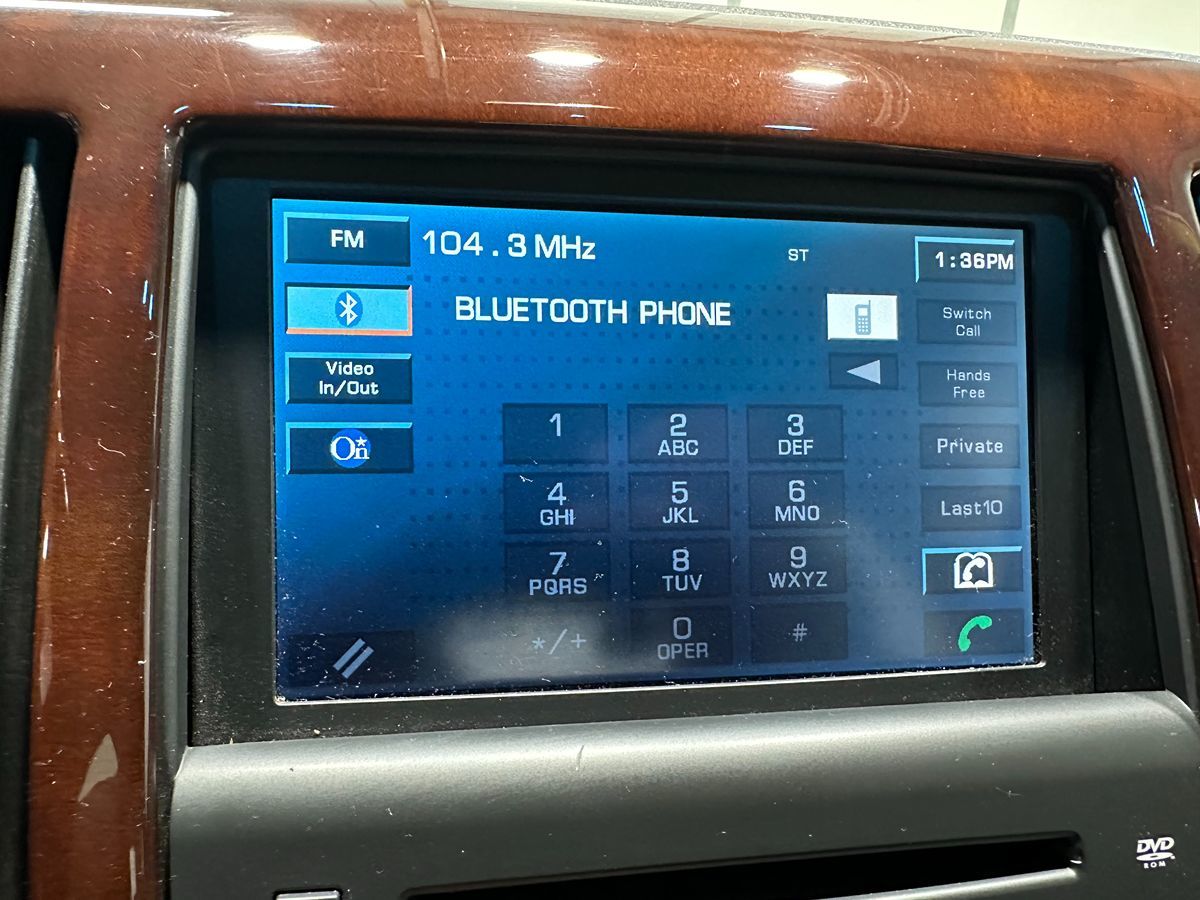 FM
104.3 MHz
ST
1:36PM
BLUETOOTH PHONE
Switch
Call
Video
In/Out
Hands
Free
On
1
2
ABC
3
DEF
Private
4
GHI
5
JKL
6
MNO
Last10
7
PQRS
8
TUV
9
WXYZ
*/+
0
OPER
#
DVD
ROM